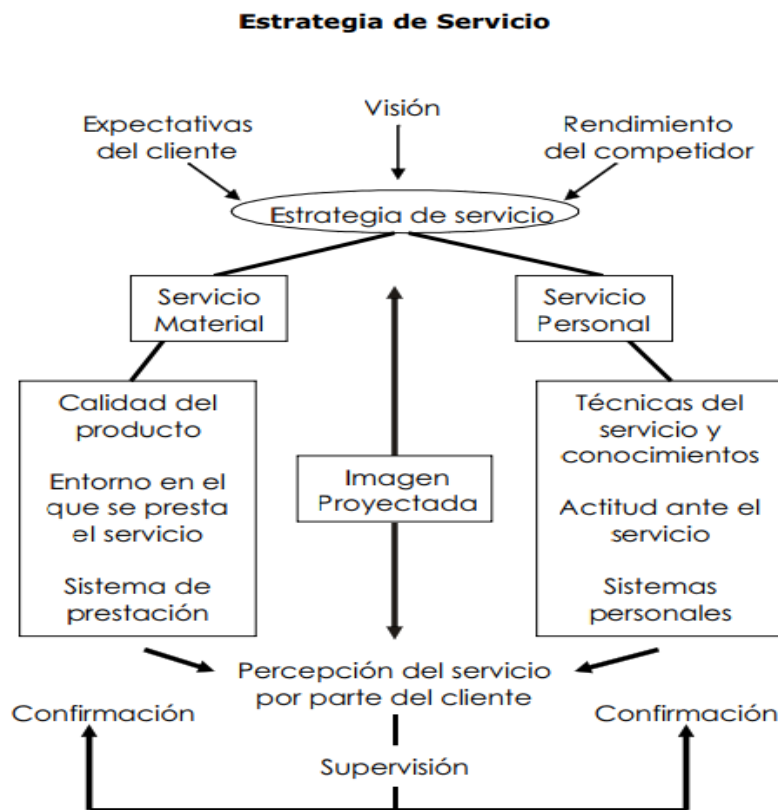 Estrategia de Servicio
Visión
Expectativas
del cliente
Rendimiento
del competidor
Estrategia de servicio
Servicio
Material
Servicio
Personal
Calidad del
producto
Entorno en el
que se presta
el servicio
Sistema de
prestación
Imagen
Proyectada
Técnicas del
servicio y
conocimientos
Actitud ante el
servicio
Sistemas
personales
Percepción del servicio
por parte del cliente
Confirmación
Confirmación
Supervisión